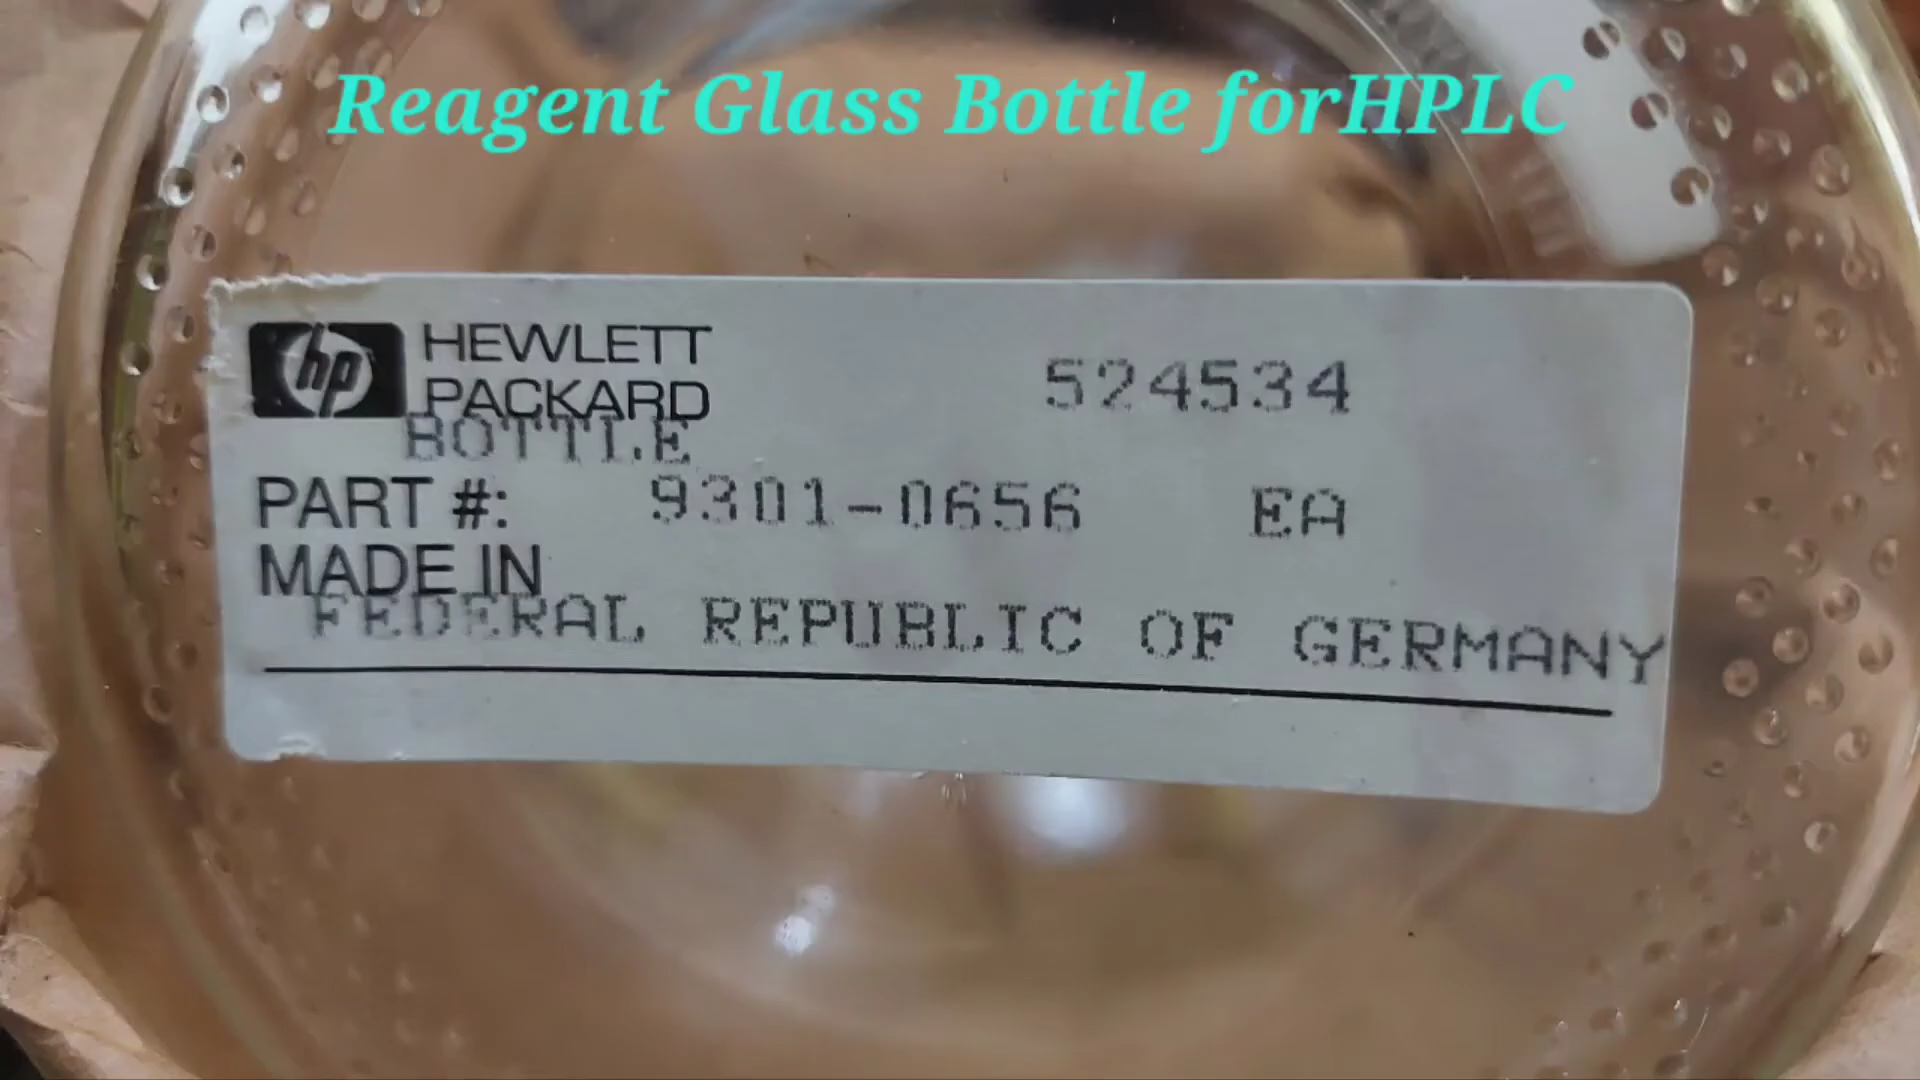 Reagent Glass Bottle forHPLC
hp HEWLETT PACKARD
524534
BOTTLE
PART #: 9301-0656 EA
MADE IN
FEDERAL REPUBLIC OF GERMANY